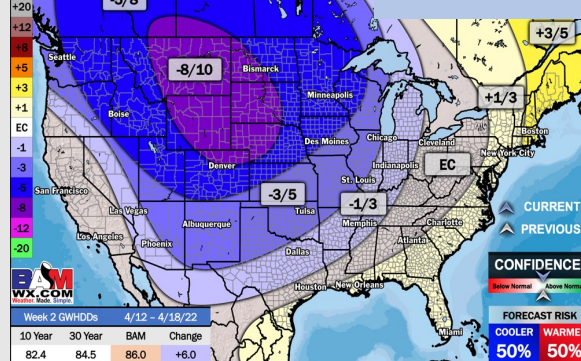 +20
+12
+8
+5
+3
+1
EC
-1
-3
-5
-8
-12
-20
-5/8
+3/5
Seattle
-8/10
Bismarck
Minneapolis
+1/3
Boise
Boston
Des Moines
Chicago
Cleveland
New York City
Denver
Indianapolis
EC
St. Louis
San Francisco
-3/5
-1/3
Las Vegas
Tulsa
Albuquerque
Memphis
Charlotte
CURRENT
Los Angeles
Phoenix
Atlanta
PREVIOUS
Dallas
BAM
WX.COM
Weather. Made. Simple.
Houston
New Orleans
CONFIDENCE
Below Normal
Above Norma
Miami
Week 2 GWHDDs
4/12 – 4/18/22
10 Year
30 Year
BAM
Change
82.4
84.5
86.0
+6.0
FORECAST RISK
COOLER
WARME
50%
50%